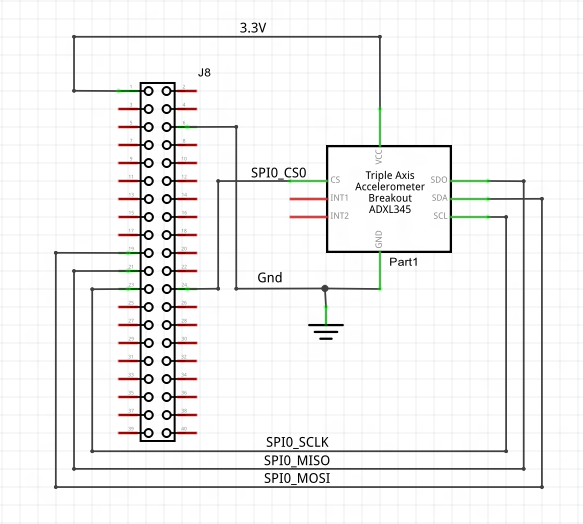 3.3V
J8
1 2
3 4
5 6
7 8
9 10
11 12
13 14
15 16
17 18
19 20
21 22
23 24
25 26
27 28
29 30
31 32
33 34
35 36
37 38
39 40
SPI0_CS0
VCC
Triple Axis
Accelerometer
Breakout
ADXL345
CS
INT1
INT2
SDO
SDA
SCL
GND
Part1
Gnd
SPI0_SCLK
SPI0_MISO
SPI0_MOSI